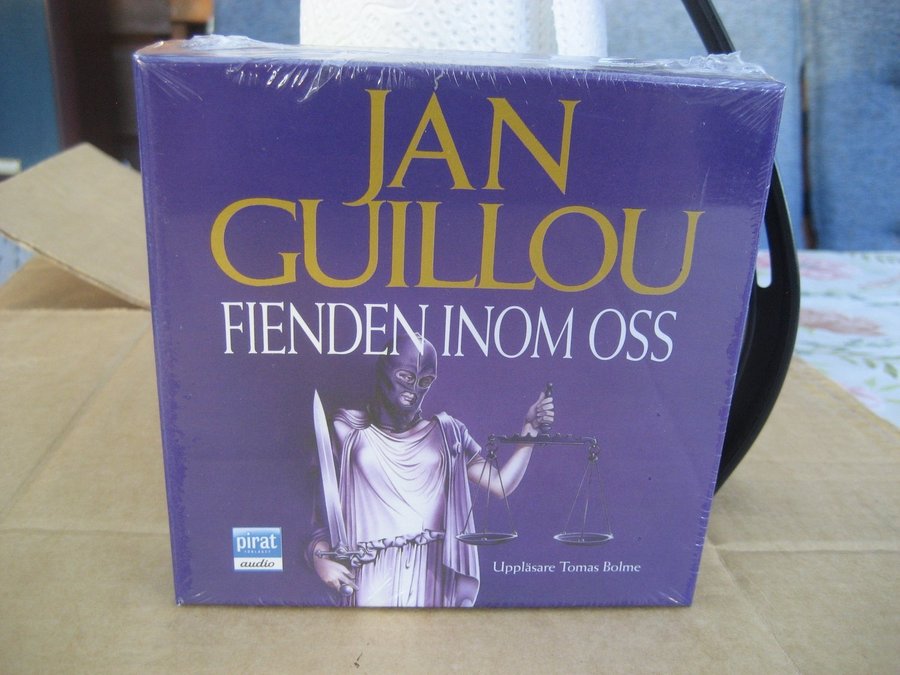 JAN
GUILLOU
FIENDEN INOM OSS
pirat
FÖRLAGET
audio
Uppläsare Tomas Bolme